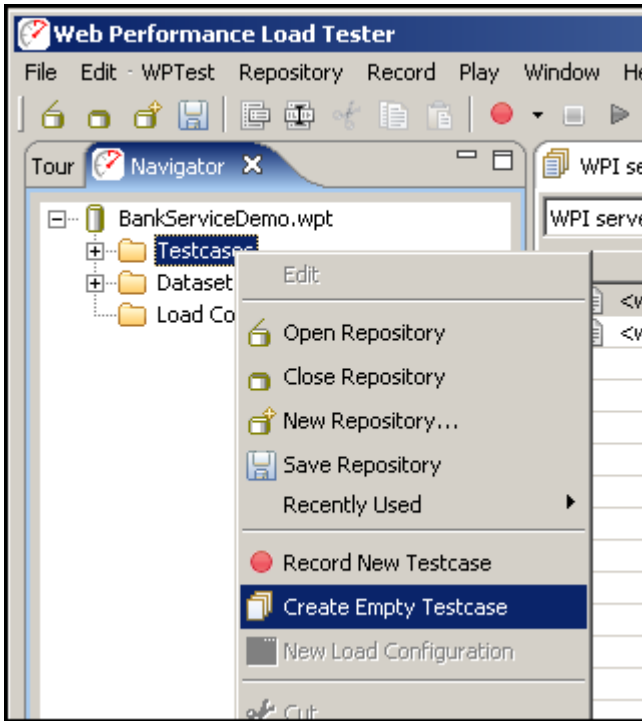 Web Performance Load Tester
File Edit WPTest Repository Record Play Window
Tour Navigator
WPI
BankServiceDemo.wpt
WPI
Testcases
Dataset
Load
Edit
Open Repository
Close Repository
New Repository...
Save Repository
Recently Used
Record New Testcase
Create Empty Testcase
New Load Configuration
Cut